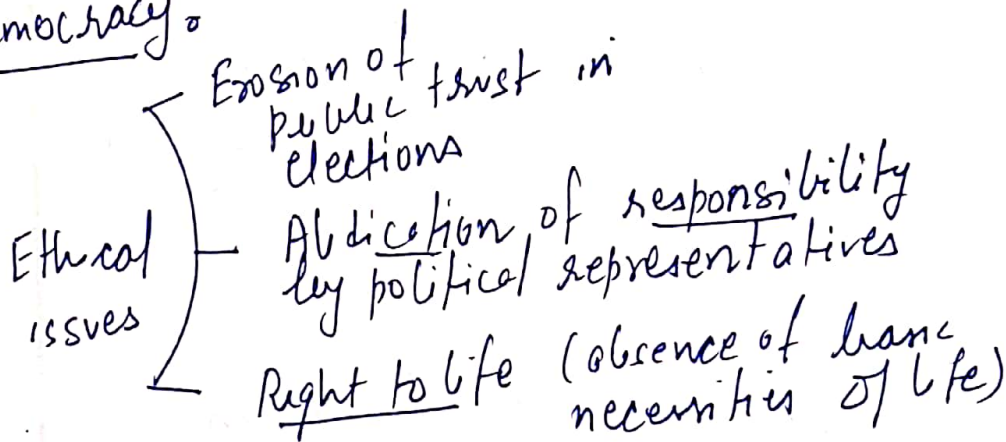 mocracy.
Erosion of
public trust in
elections
Ethical
issues
Abdication of responsibility
by political representatives
Right to life (absence of basic
necessities of life)